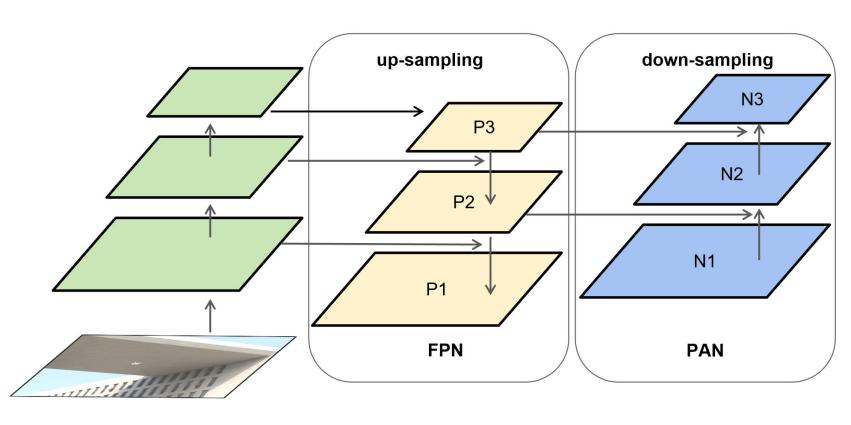 up-sampling
down-sampling
P3
P2
P1
FPN
N3
N2
N1
PAN